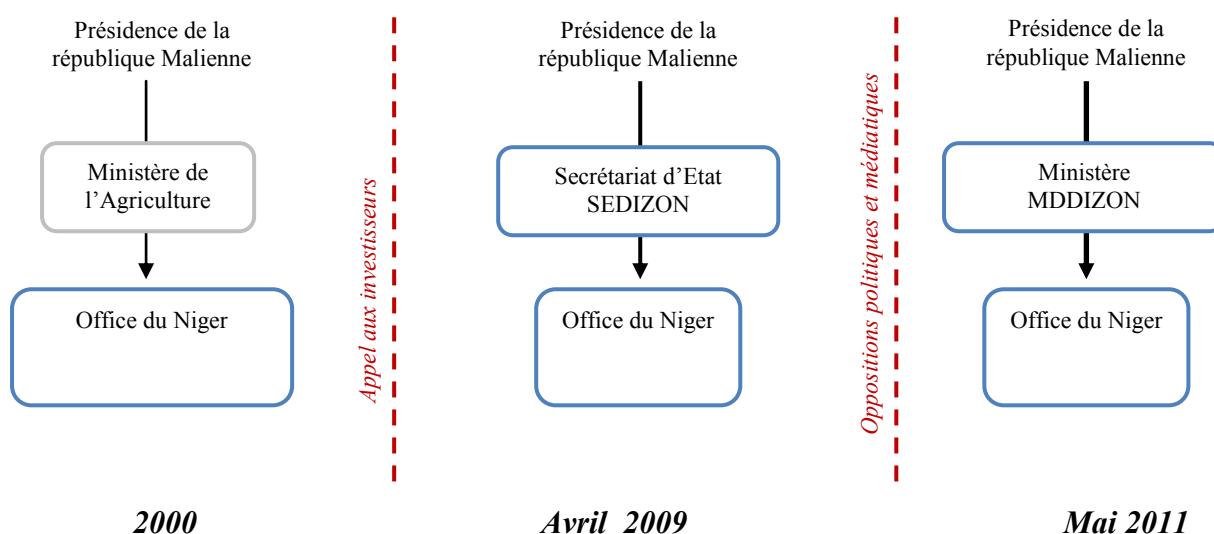 Présidence de la
république Malienne
Ministère de
l'Agriculture
Office du Niger
2000
Appel aux investisseurs
Présidence de la
république Malienne
Secrétariat d'Etat
SEDIZON
Office du Niger
Avril 2009
Oppositions politiques et médiatiques
Présidence de la
république Malienne
Ministère
MDDIZON
Office du Niger
Mai 2011